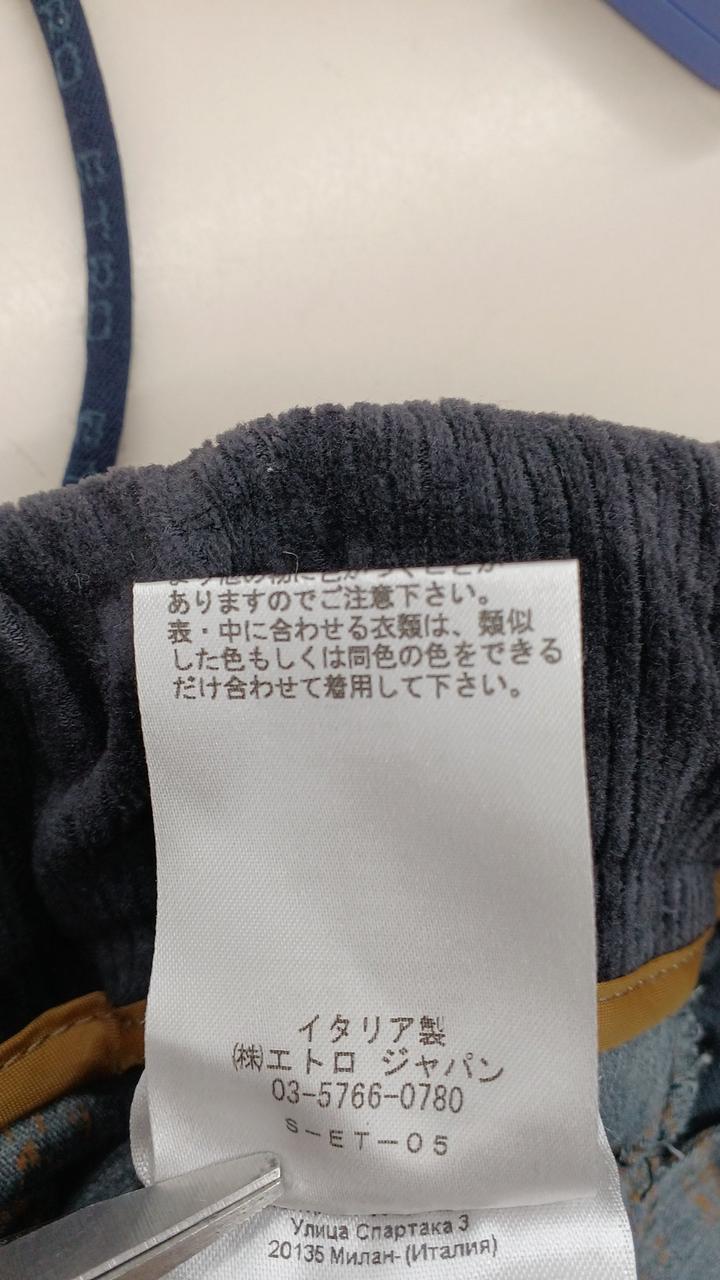 ETRO
ありますのでご注意下さい。
表・中に合わせる衣類は、類似
した色もしくは同色の色をできる
だけ合わせて着用して下さい。
イタリア製
㈱エトロ ジャパン
03-5766-0780
S-ET-05
Улица Спартака 3
20135 Милан- (Италия)